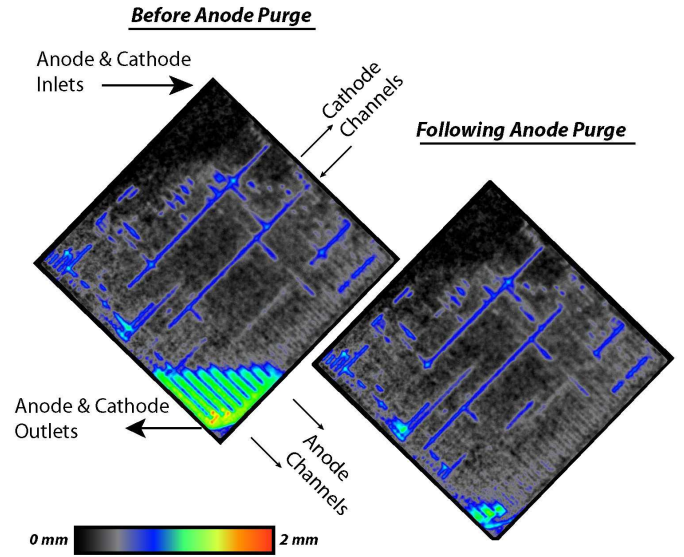 Before Anode Purge
Anode & Cathode
Inlets
Cathode
Channels
Following Anode Purge
Anode & Cathode
Outlets
Anode
Channels
0 mm
2 mm